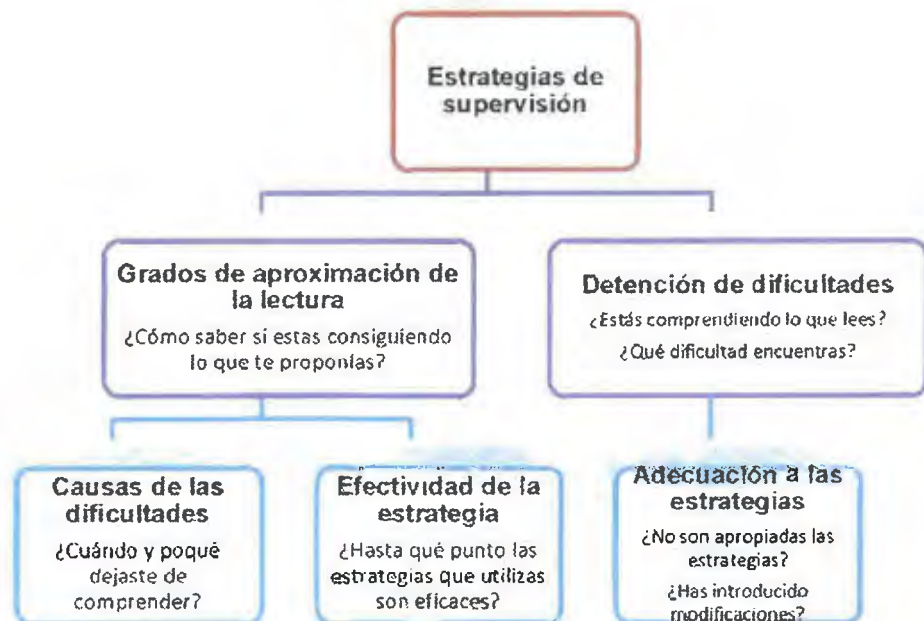 Estrategias de
supervisión
Grados de aproximación de
la lectura
¿Cómo saber si estas consiguiendo
lo que te proponías?
Detención de dificultades
¿Estás comprendiendo lo que lees?
¿Qué dificultad encuentras?
Causas de las
dificultades
¿Cuándo y poqué
dejaste de
comprender?
Efectividad de la
estrategia
¿Hasta qué punto las
estrategias que utilizas
son eficaces?
Adecuación a las
estrategias
¿No son apropiadas las
estrategias?
¿Has introducido
modificaciones?